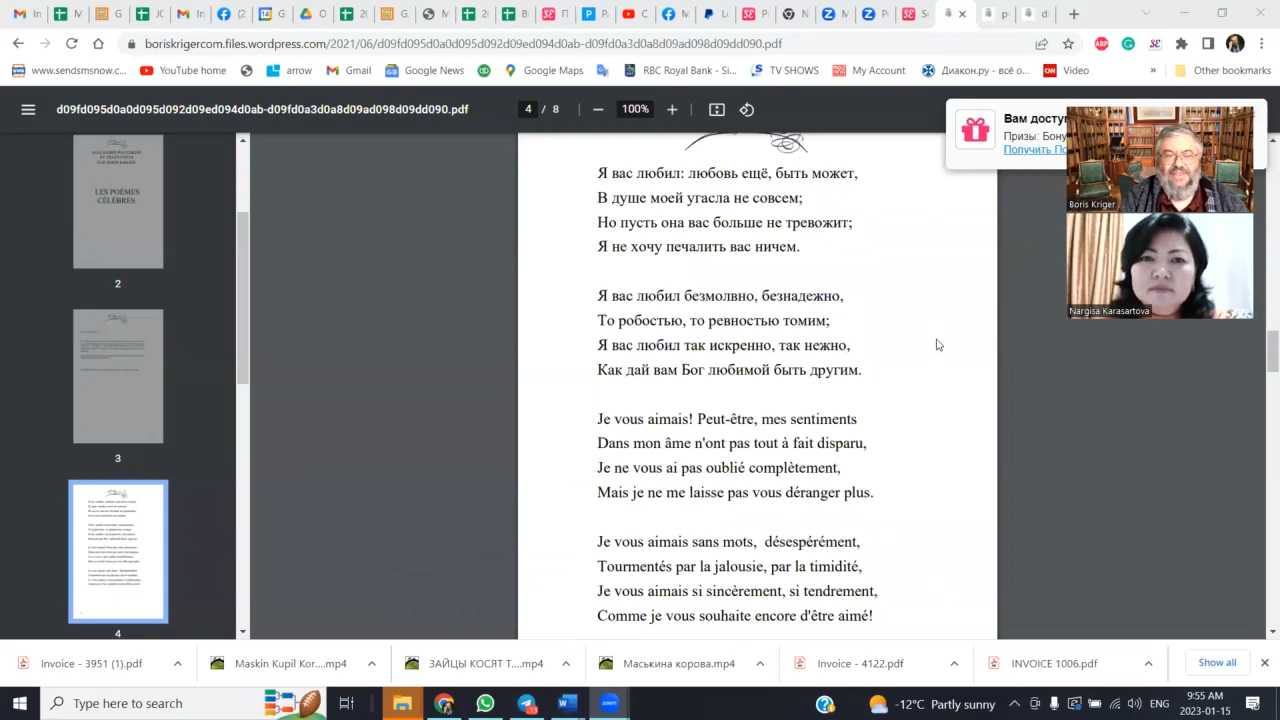 boriskrigercom.files.wordpress.com/2021/06/d095d0a0d095d092d09ed094d0ab-d09fd0a3d0a8d09ad098d09dd090.pdf
www.sendsmsnow.c...
YouTube home
arrow
Gmail
Google News
Google Maps
RBC Royal Bank - Si...
TV SHOWS
My Account
Диакон.ру - всё о...
Video
»
Other bookmarks
d09fd095d0a0d095d092d09ed094d0ab-d09fd0a3d0a8d09ad098d09dd090.pdf
4 / 8
100%
Вам досту
Призы: Бону
Получить По
Boris Kriger
Nargisa Karasartova
LES POÈMES
CÉLÈBRES
2
3
4
Я вас любил: любовь ещё, быть может,
В душе моей угасла не совсем;
Но пусть она вас больше не тревожит;
Я не хочу печалить вас ничем.
Я вас любил безмолвно, безнадежно,
То робостью, то ревностью томим;
Я вас любил так искренно, так нежно,
Как дай вам Бог любимой быть другим.
Je vous aimais! Peut-être, mes sentiments
Dans mon âme n'ont pas tout à fait disparu,
Je ne vous ai pas oublié complètement,
Mais je ne me laisse pas vous déranger plus.
Je vous aimais sans mots, désespérément,
Tourmentés par la jalousie, par la timidité,
Je vous aimais si sincèrement, si tendrement,
Comme je vous souhaite encore d'être aimé!
Invoice - 3951 (1).pdf
Maskin Kupil Kor....mp4
ЗАЙЦЫ КОСЯТ Т....mp4
Маськина корова.mp4
Invoice - 4122.pdf
INVOICE 1006.pdf
Show all
Type here to search
-12°C Partly sunny
ENG
9:55 AM
2023-01-15